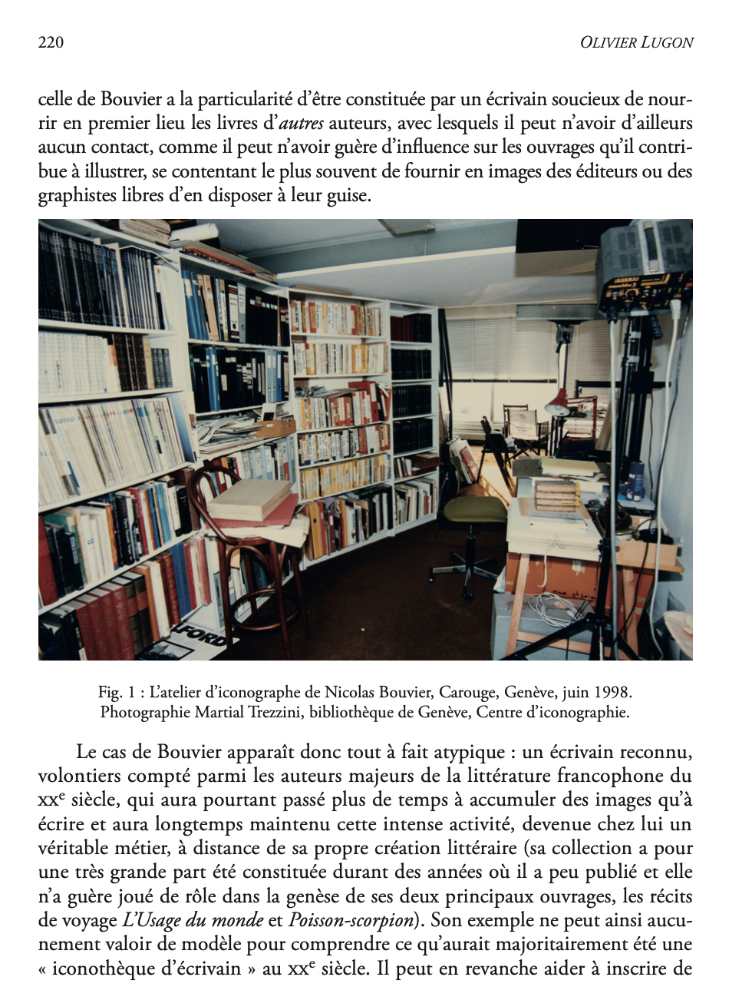 220
OLIVIER LUGON
celle de Bouvier a la particularité d’être constituée par un écrivain soucieux de nour-
rir en premier lieu les livres d’autres auteurs, avec lesquels il peut n’avoir d’ailleurs
aucun contact, comme il peut n’avoir guère d’influence sur les ouvrages qu’il contri-
bue à illustrer, se contentant le plus souvent de fournir en images des éditeurs ou des
graphistes libres d’en disposer à leur guise.
FORD
Fig. 1 : L’atelier d’iconographe de Nicolas Bouvier, Carouge, Genève, juin 1998.
Photographie Martial Trezzini, bibliothèque de Genève, Centre d’iconographie.
Le cas de Bouvier apparaît donc tout à fait atypique : un écrivain reconnu,
volontiers compté parmi les auteurs majeurs de la littérature francophone du
XXe siècle, qui aura pourtant passé plus de temps à accumuler des images qu’à
écrire et aura longtemps maintenu cette intense activité, devenue chez lui un
véritable métier, à distance de sa propre création littéraire (sa collection a pour
une très grande part été constituée durant des années où il a peu publié et elle
n’a guère joué de rôle dans la genèse de ses deux principaux ouvrages, les récits
de voyage L’Usage du monde et Poisson-scorpion). Son exemple ne peut ainsi aucu-
nement valoir de modèle pour comprendre ce qu’aurait majoritairement été une
« iconothèque d’écrivain » au XXe siècle. Il peut en revanche aider à inscrire de